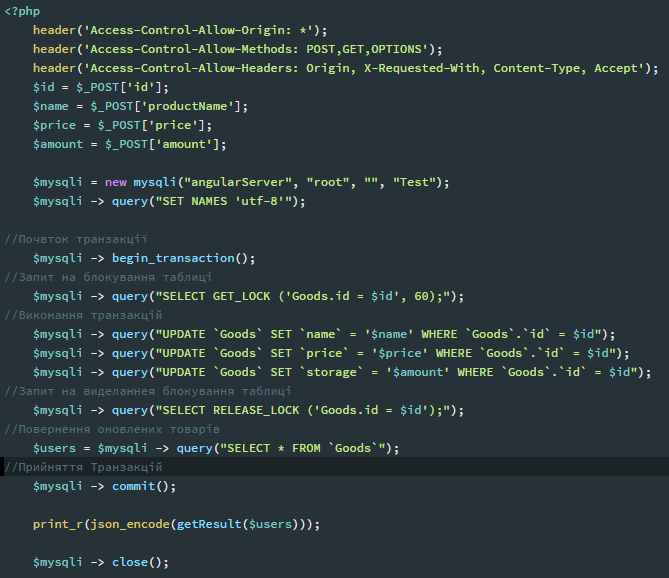 <?php
header('Access-Control-Allow-Origin: *');
header('Access-Control-Allow-Methods: POST,GET,OPTIONS');
header('Access-Control-Allow-Headers: Origin, X-Requested-With, Content-Type, Accept');
$id = $_POST['id'];
$name = $_POST['productName'];
$price = $_POST['price'];
$amount = $_POST['amount'];
$mysqli = new mysqli("angularServer", "root", "", "Test");
$mysqli -> query("SET NAMES 'utf-8'");
//Почвток транзакції
$mysqli -> begin_transaction();
//Запит на блокування таблиці
$mysqli -> query("SELECT GET_LOCK ('Goods.id = $id', 60);");
//Виконання транзакцій
$mysqli -> query("UPDATE `Goods` SET `name` = '$name' WHERE `Goods`.`id` = $id");
$mysqli -> query("UPDATE `Goods` SET `price` = '$price' WHERE `Goods`.`id` = $id");
$mysqli -> query("UPDATE `Goods` SET `storage` = '$amount' WHERE `Goods`.`id` = $id");
//Запит на виделаннея блокування таблиці
$mysqli -> query("SELECT RELEASE_LOCK ('Goods.id = $id');");
//Повернення оновлених товарів
$users = $mysqli -> query("SELECT * FROM `Goods`");
//Прийняття Транзакцій
$mysqli -> commit();
print_r(json_encode(getResult($users)));
$mysqli -> close();